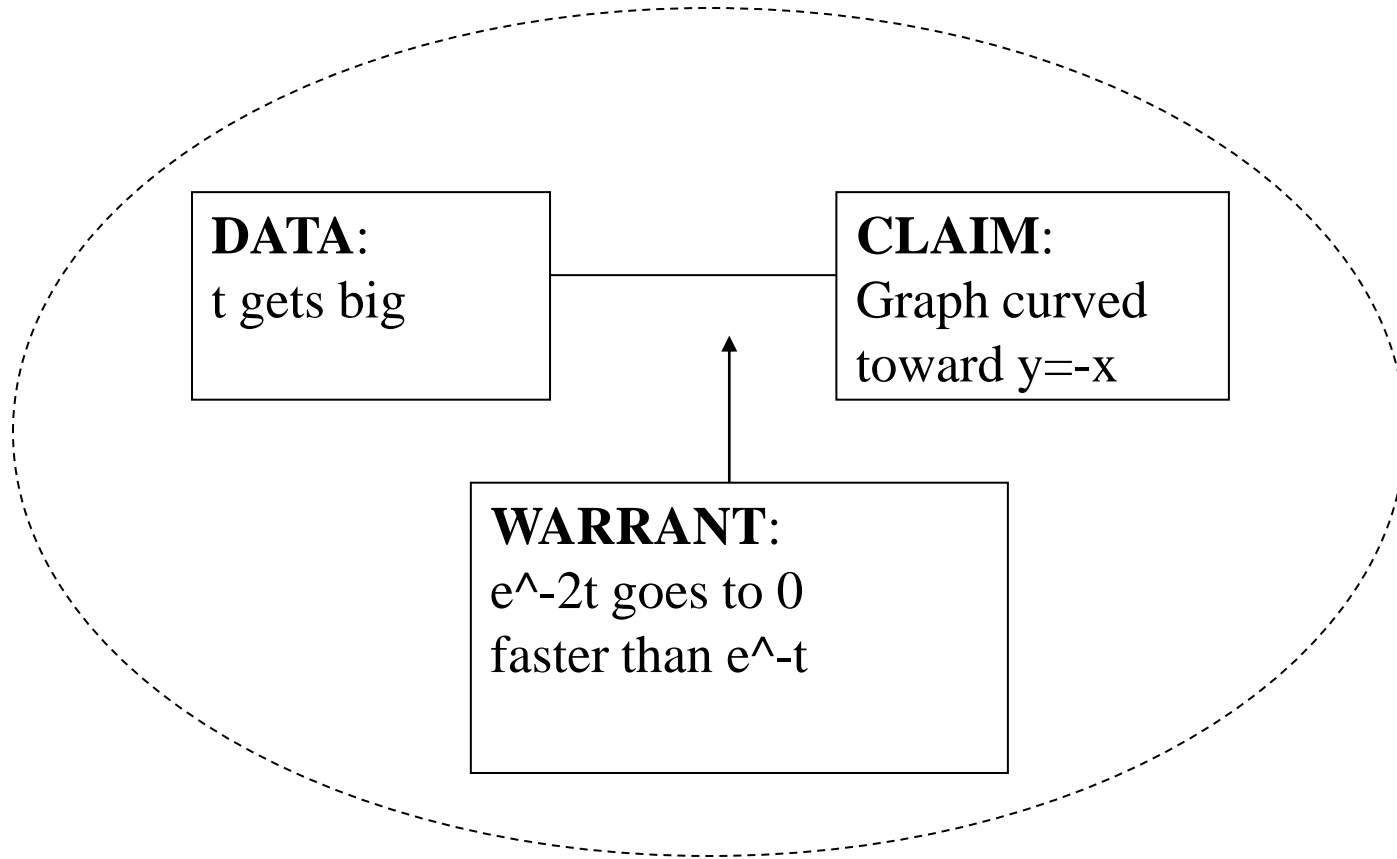 DATA:
t gets big
CLAIM:
Graph curved
toward y=-x
WARRANT:
e^-2t goes to 0
faster than e^-t